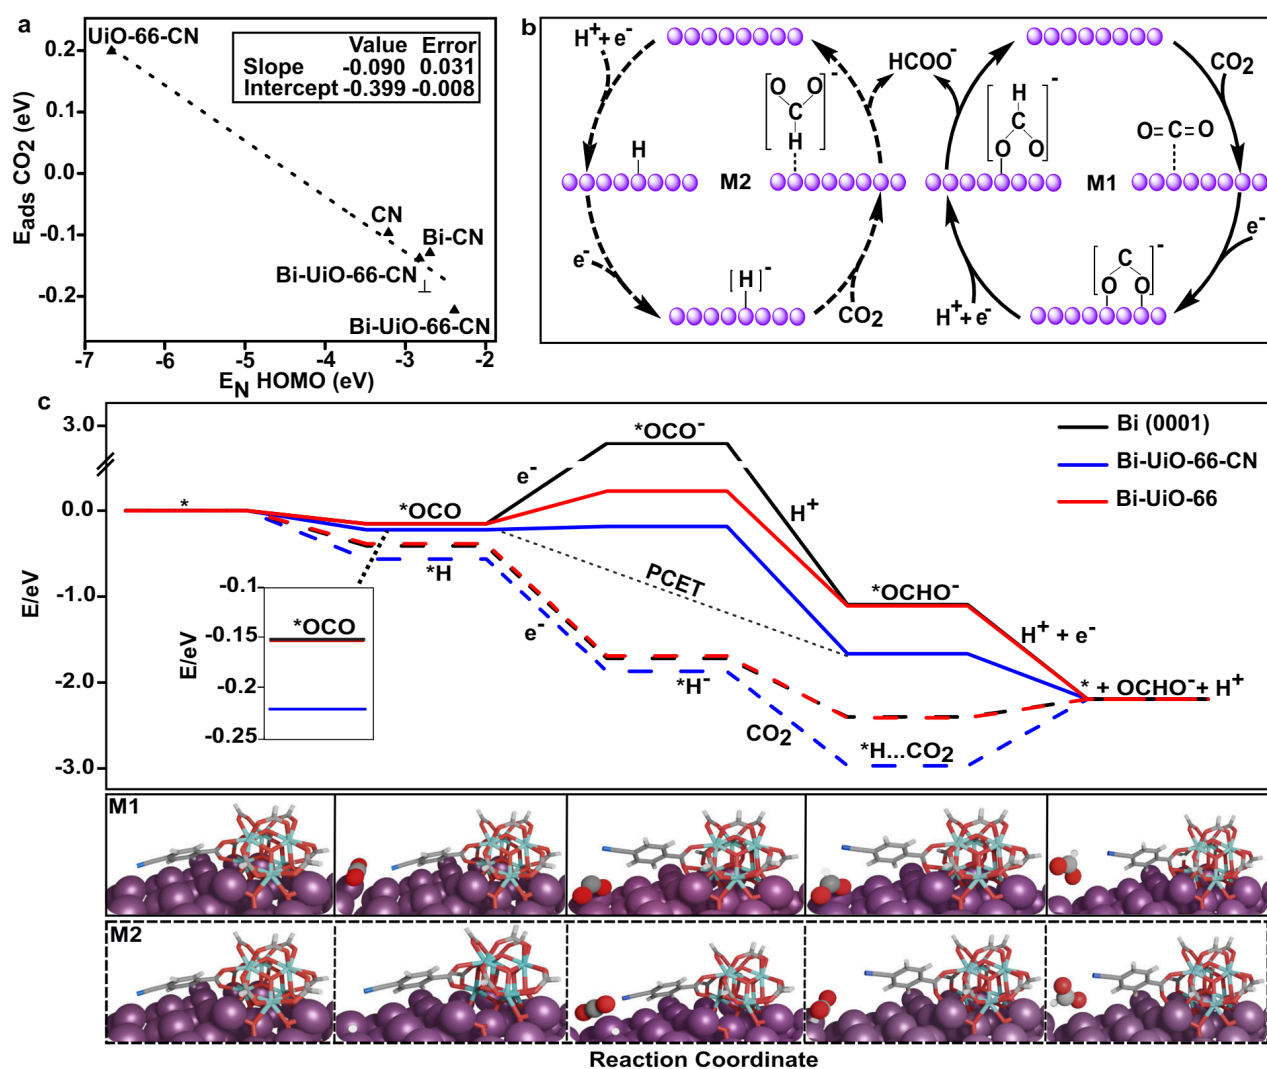 a
UiO-66-CN
Value Error
Slope -0.090 0.031
Intercept -0.399 -0.008
0.2
0.1
0.0
-0.1
-0.2
Eads CO2 (eV)
CN
Bi-CN
Bi-UiO-66-CN
⊥
Bi-UiO-66-CN
-7 -6 -5 -4 -3 -2
EN HOMO (eV)
b
H+ + e-
HCOO-
CO2
[O O C H]-
[H C O O]-
O=C=O
H
M2
M1
e-
e-
[H]-
CO2
H+ + e-
[C O O]-
c
3.0
0.0
-1.0
-2.0
-3.0
E/eV
*
*OCO
e-
*OCO-
H+
Bi (0001)
Bi-UiO-66-CN
Bi-UiO-66
*H
e-
PCET
*OCHO-
H+ + e-
*H-
CO2
*H...CO2
* + OCHO- + H+
-0.1
-0.15
-0.2
-0.25
E/eV
*OCO
M1
M2
Reaction Coordinate